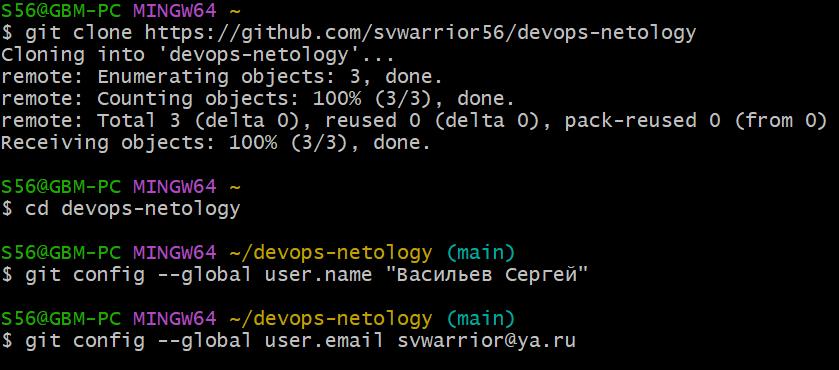 S56@GBM-PC MINGW64 ~
$ git clone https://github.com/svwarrior56/devops-netology
Cloning into 'devops-netology'...
remote: Enumerating objects: 3, done.
remote: Counting objects: 100% (3/3), done.
remote: Total 3 (delta 0), reused 0 (delta 0), pack-reused 0 (from 0)
Receiving objects: 100% (3/3), done.
S56@GBM-PC MINGW64 ~
$ cd devops-netology
S56@GBM-PC MINGW64 ~/devops-netology (main)
$ git config --global user.name "Васильев Сергей"
S56@GBM-PC MINGW64 ~/devops-netology (main)
$ git config --global user.email svwarrior@ya.ru